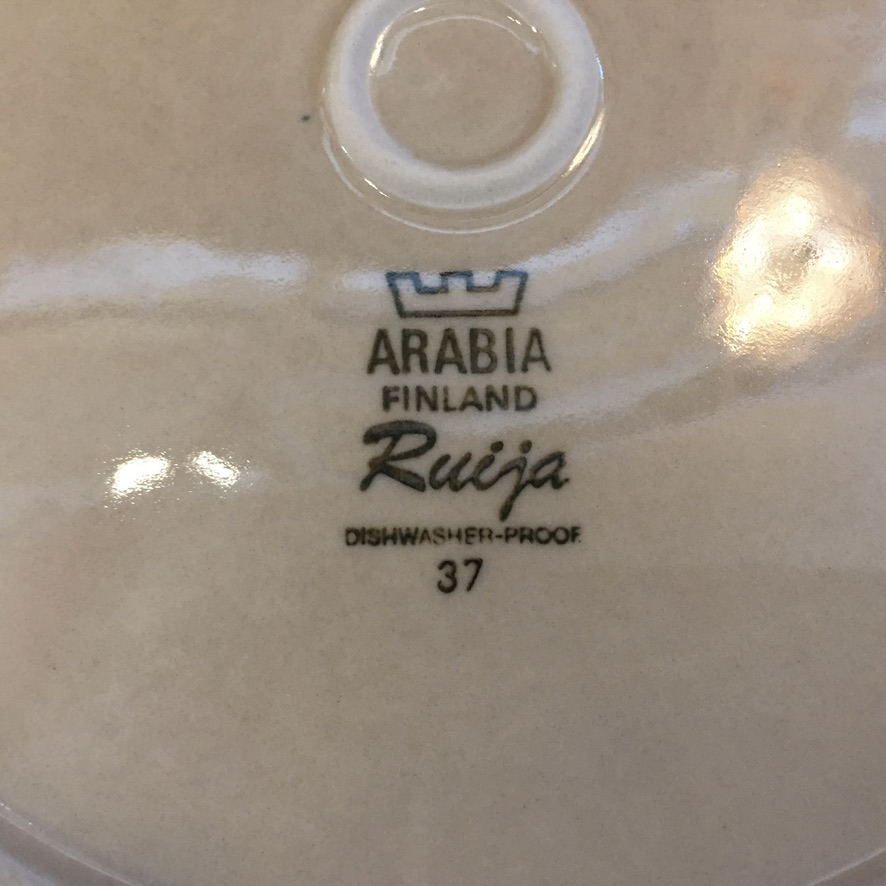 ARABIA
FINLAND
Ruija
DISHWASHER-PROOF
37